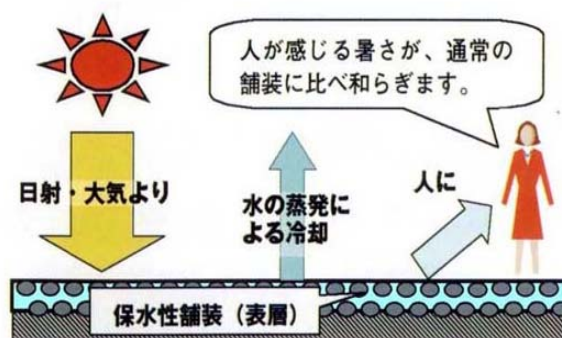 人が感じる暑さが、通常の
舗装に比べ和らぎます。
日射・大気より
水の蒸発に
よる冷却
人に
保水性舗装（表層）